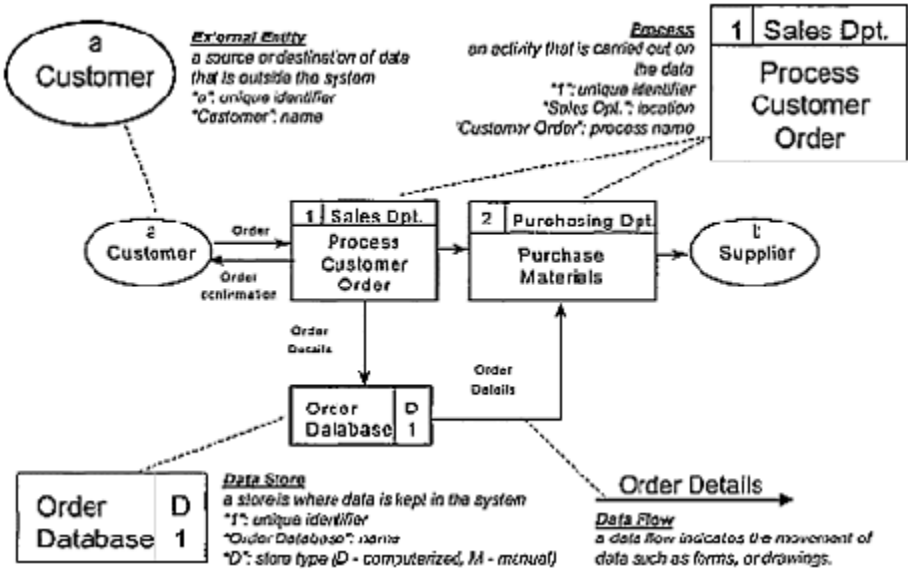 a
Customer
External Entity
a source or destination of data
that is outside the system
"a": unique identifier
"Customer": name
Process
an activity that is carried out on
the data
"1": unique identifier
"Sales Dpt.": location
"Customer Order": process name
1 Sales Dpt.
Process
Customer
Order
a
Customer
Order
Order
confirmation
1 Sales Dpt.
Process
Customer
Order
2 Purchasing Dpt.
Purchase
Materials
b
Supplier
Order
Details
Order
Details
Order D
Database 1
Order D
Database 1
Data Store
a store is where data is kept in the system
"1": unique identifier
"Order Database": name
"D": store type (D - computerized, M - manual)
Order Details
Data Flow
a data flow indicates the movement of
data such as forms, or drawings.